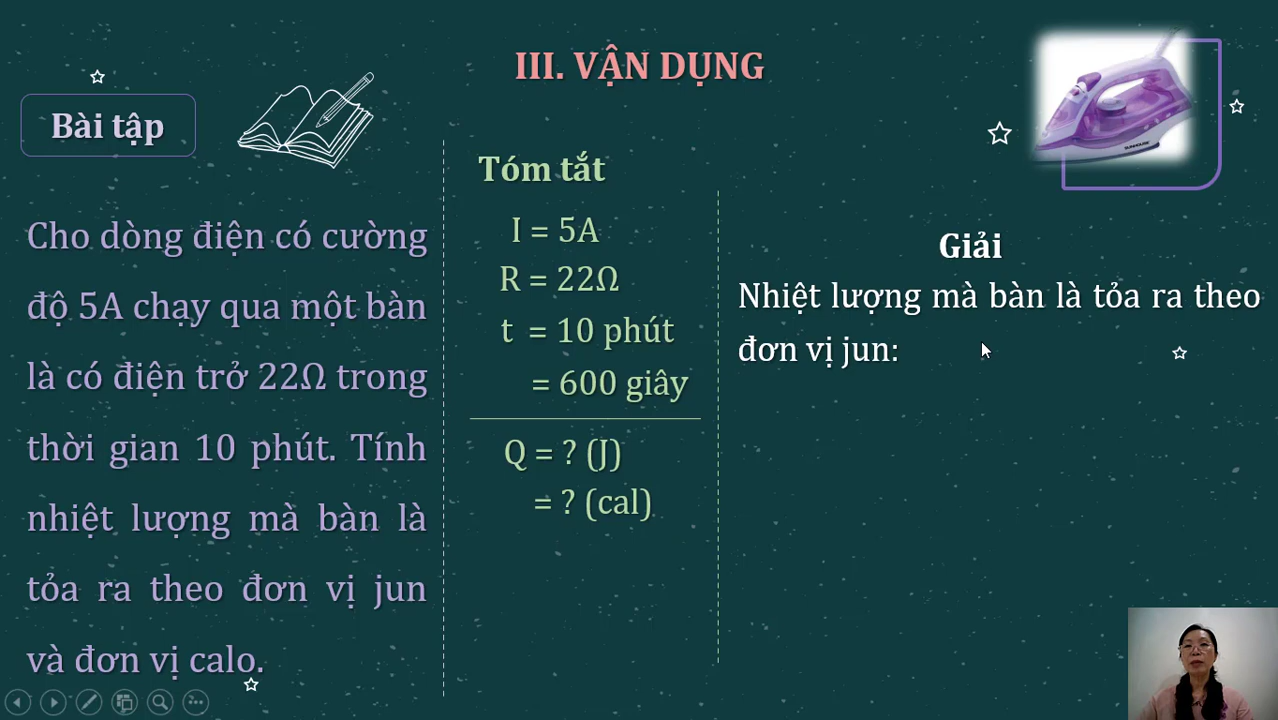 III. VẬN DỤNG
Bài tập
Cho dòng điện có cường
độ 5A chạy qua một bàn
là có điện trở 22Ω trong
thời gian 10 phút. Tính
nhiệt lượng mà bàn là
tỏa ra theo đơn vị jun
và đơn vị calo.
Tóm tắt
I = 5A
R = 22Ω
t = 10 phút
= 600 giây
Q = ? (J)
= ? (cal)
SUNHOUSE
Giải
Nhiệt lượng mà bàn là tỏa ra theo
đơn vị jun: